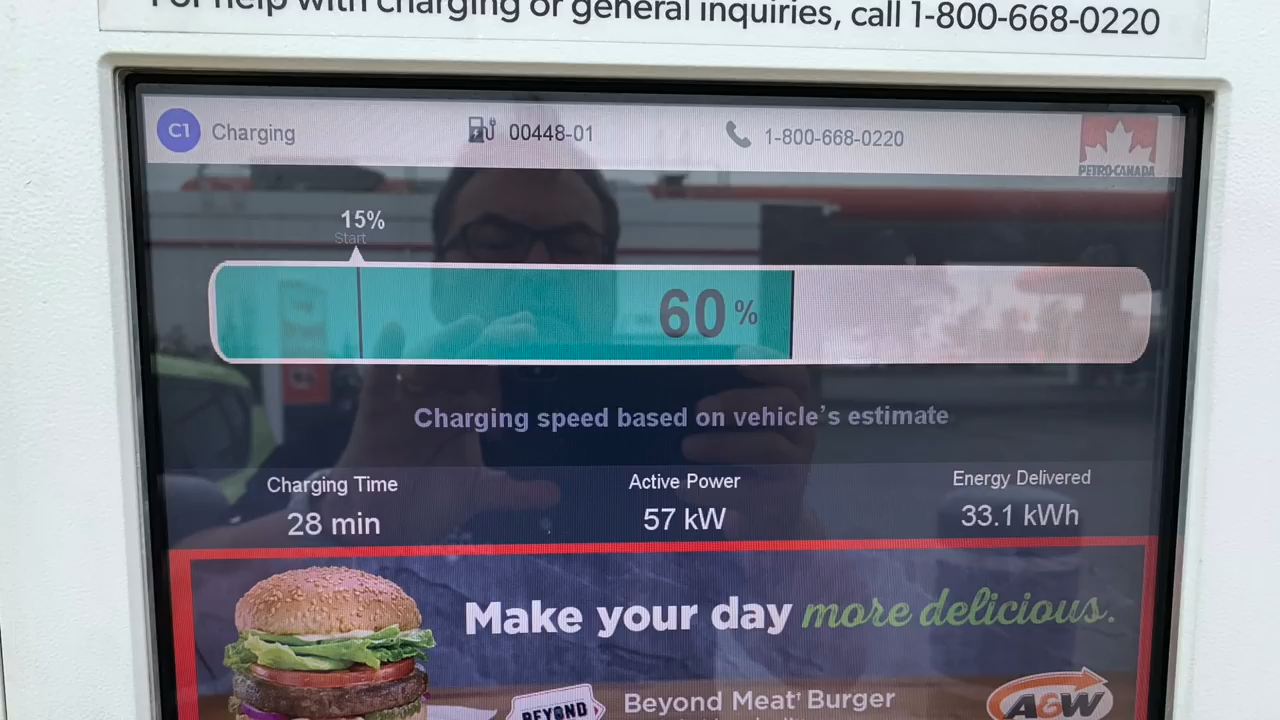 For help with charging or general inquiries, call 1-800-668-0220
C1 Charging 00448-01 1-800-668-0220 PETRO-CANADA
15%
Start
60%
Charging speed based on vehicle's estimate
Charging Time Active Power Energy Delivered
28 min 57 kW 33.1 kWh
Make your day more delicious.
BEYOND Beyond Meat† Burger A&W